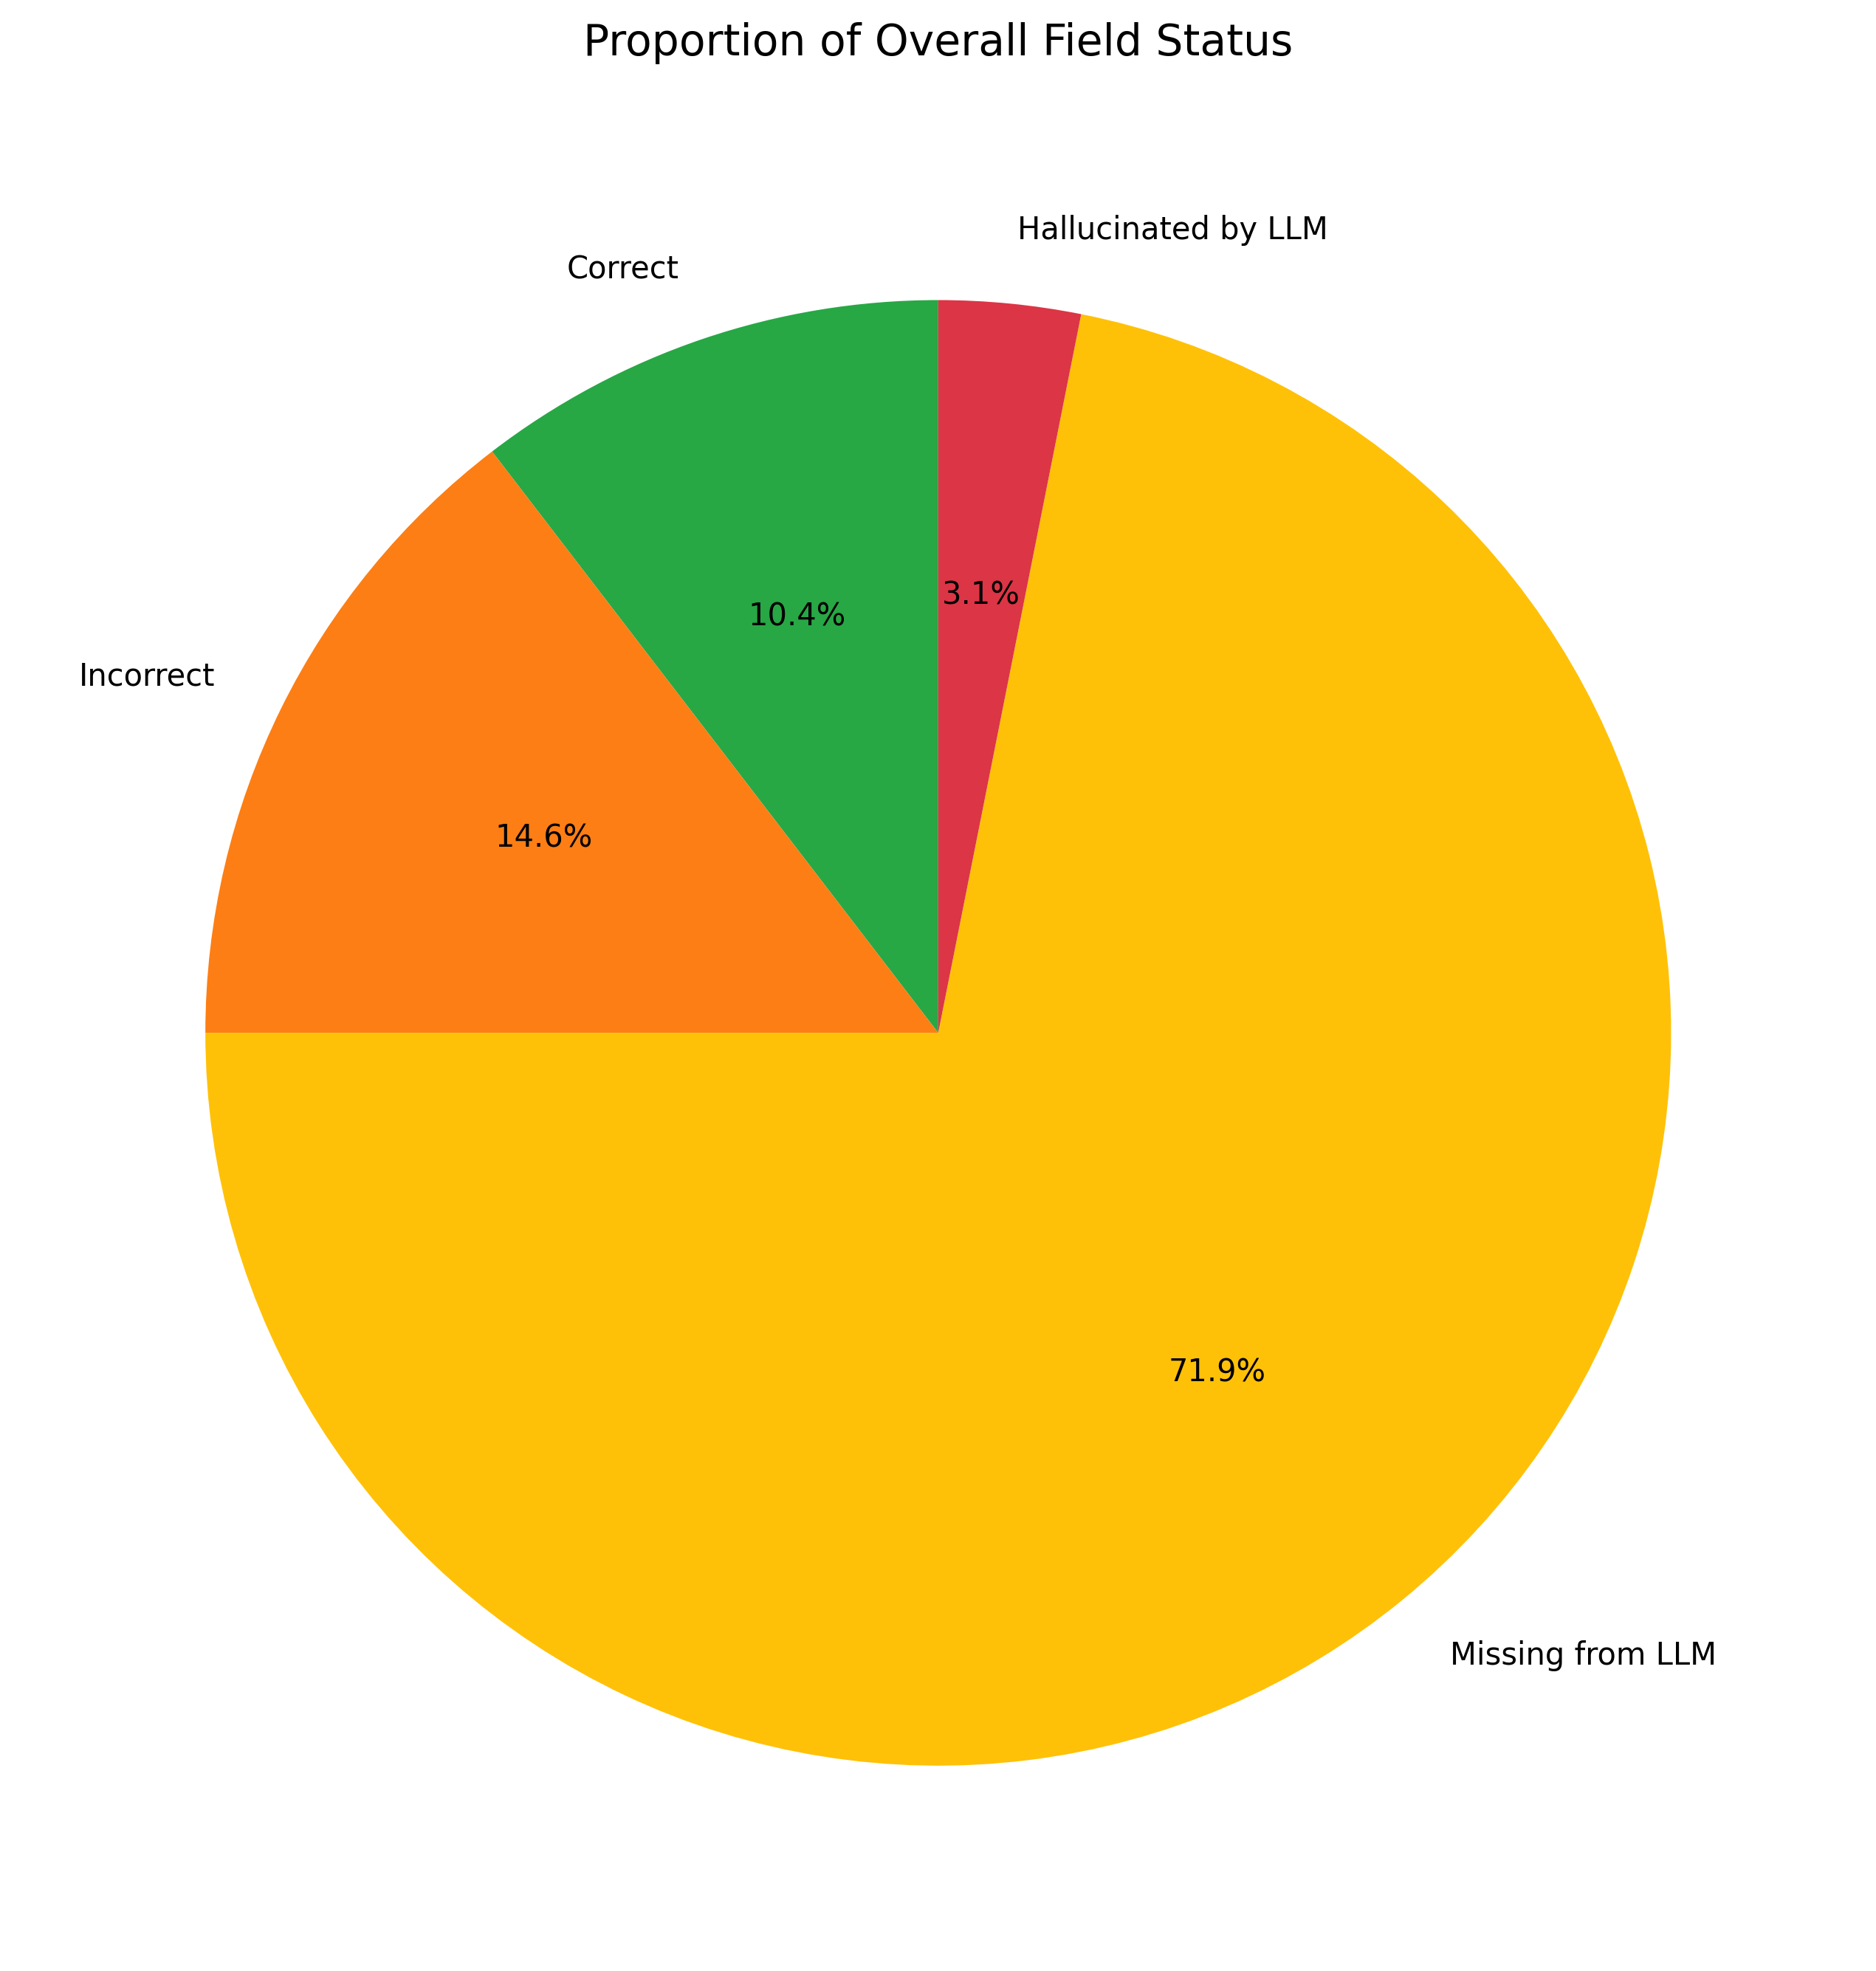 Proportion of Overall Field Status
Hallucinated by LLM
Correct
3.1%
10.4%
Incorrect
14.6%
71.9%
Missing from LLM